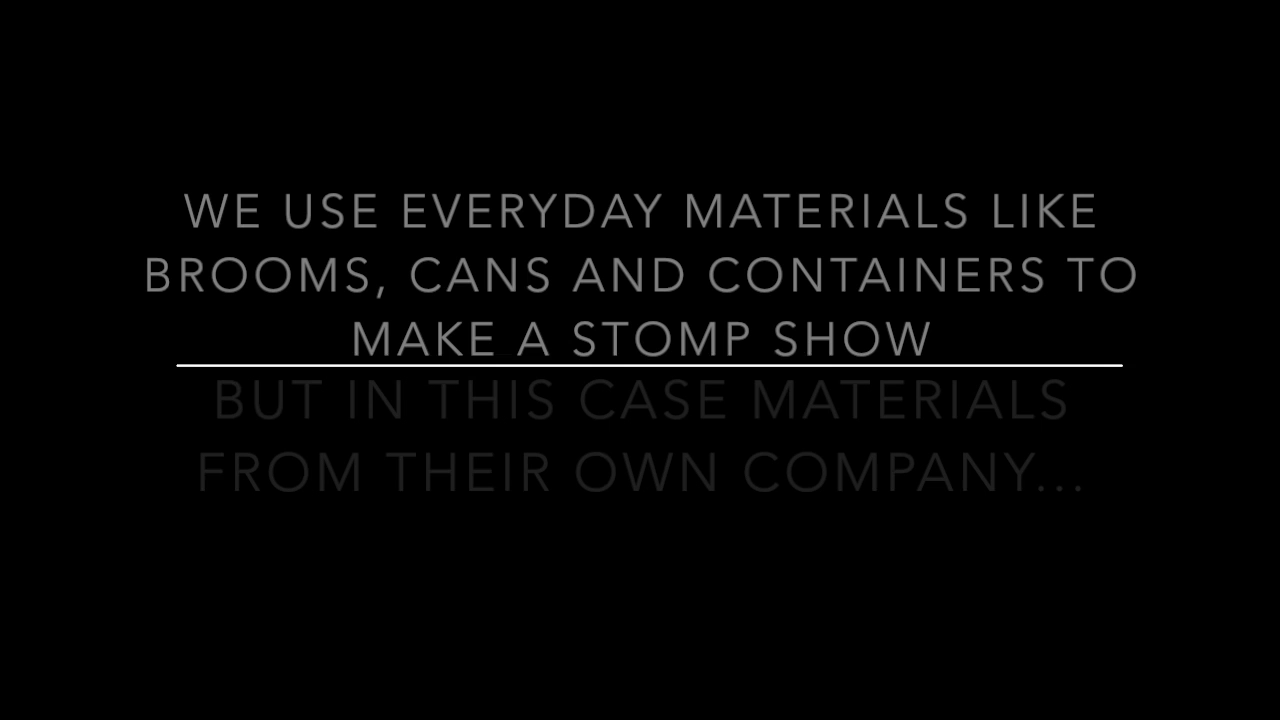 WE USE EVERYDAY MATERIALS LIKE
BROOMS, CANS AND CONTAINERS TO
MAKE A STOMP SHOW
BUT IN THIS CASE MATERIALS
FROM THEIR OWN COMPANY...